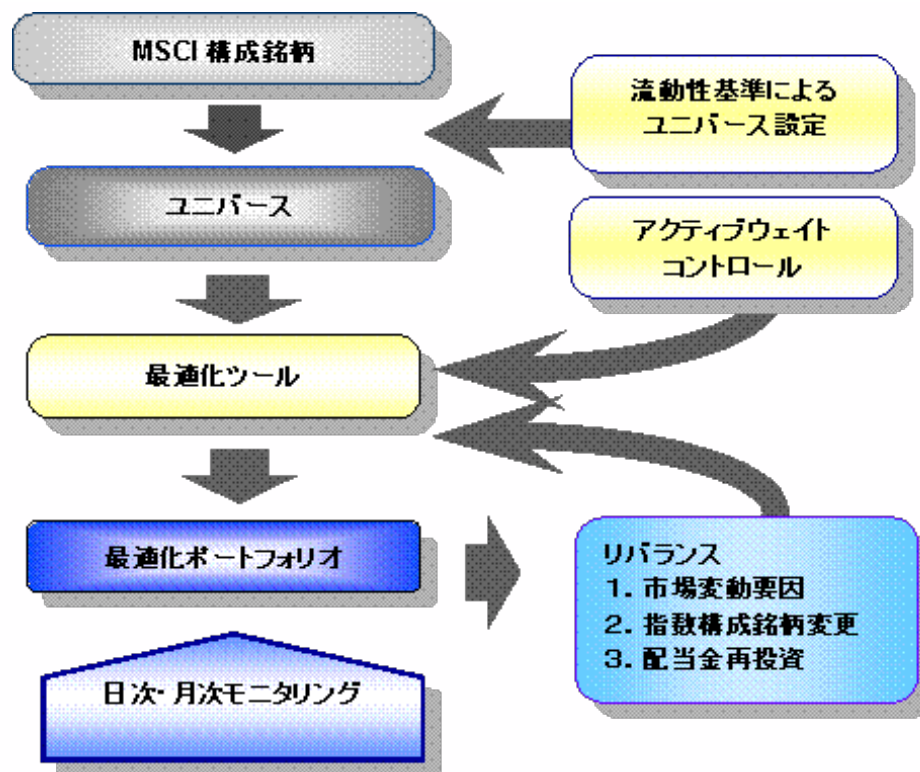 MSCI 構成銘柄
流動性基準による
ユニバース設定
ユニバース
アクティブウェイト
コントロール
最適化ツール
最適化ポートフォリオ
リバランス
1. 市場変動要因
2. 指数構成銘柄変更
3. 配当金再投資
日次・月次モニタリング